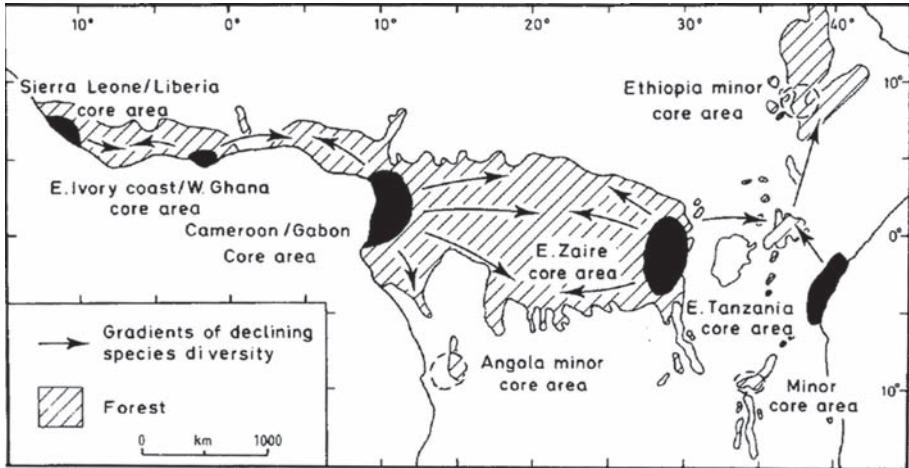 10°
0°
10°
20°
30°
40°
Sierra Leone/Liberia
core area
Ethiopia minor
core area
10°
E. Ivory coast/W. Ghana
core area
Cameroon/Gabon
Core area
E. Zaire
core area
0°
E. Tanzania
core area
Gradients of declining
species diversity
Angola minor
core area
Minor
core area
10°
Forest
0 km 1000